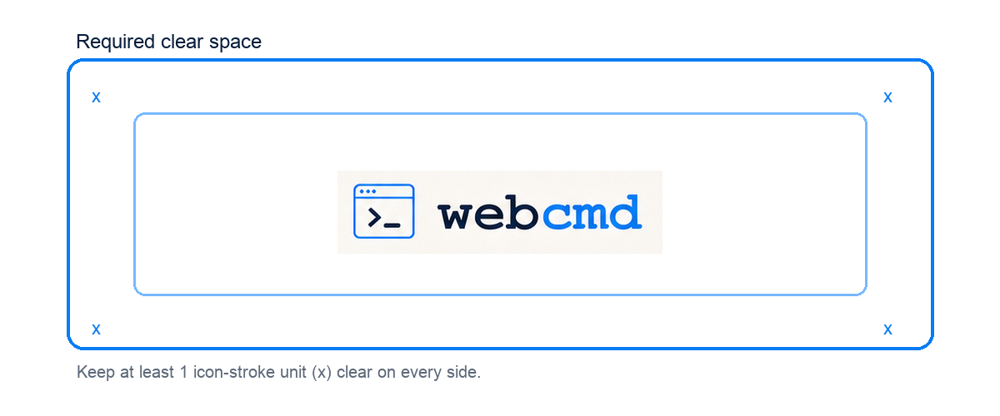 Required clear space
x x
>_ webcmd
x x
Keep at least 1 icon-stroke unit (x) clear on every side.